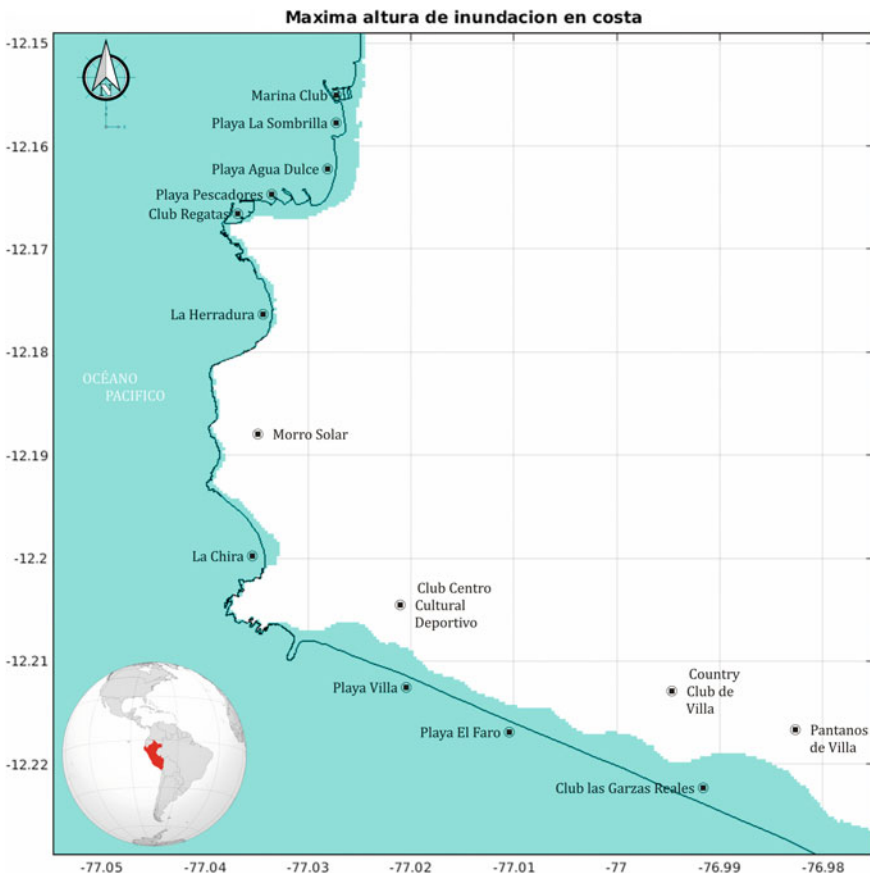 Maxima altura de inundacion en costa
-12.15
-12.16
-12.17
-12.18
-12.19
-12.2
-12.21
-12.22
Marina Club
Playa La Sombrilla
Playa Agua Dulce
Playa Pescadores
Club Regatas
La Herradura
OCÉANO
PACIFICO
Morro Solar
La Chira
Club Centro
Cultural
Deportivo
Playa Villa
Country
Club de
Villa
Playa El Faro
Pantanos
de Villa
Club las Garzas Reales
-77.05
-77.04
-77.03
-77.02
-77.01
-77
-76.99
-76.98